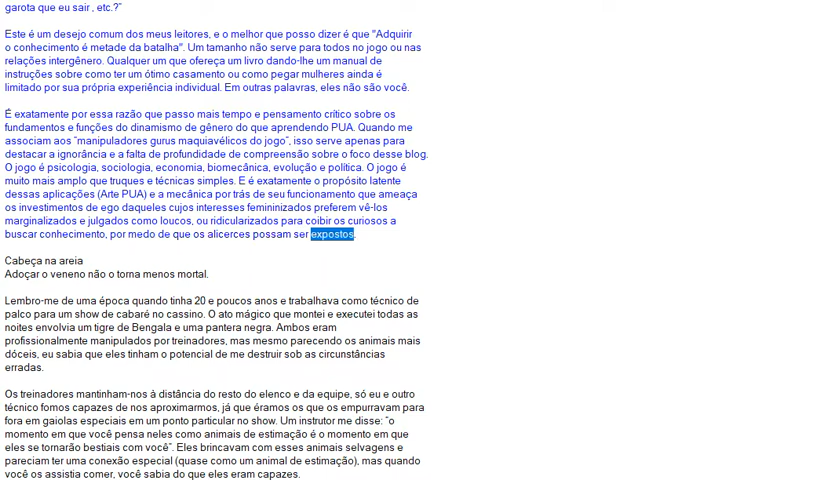 garota que eu sair , etc.?"
Este é um desejo comum dos meus leitores, e o melhor que posso dizer é que "Adquirir
o conhecimento é metade da batalha". Um tamanho não serve para todos no jogo ou nas
relações intergênero. Qualquer um que ofereça um livro dando-lhe um manual de
instruções sobre como ter um ótimo casamento ou como pegar mulheres ainda é
limitado por sua própria experiência individual. Em outras palavras, eles não são você.
É exatamente por essa razão que passo mais tempo e pensamento crítico sobre os
fundamentos e funções do dinamismo de gênero do que aprendendo PUA. Quando me
associam aos "manipuladores gurus maquiavélicos do jogo", isso serve apenas para
destacar a ignorância e a falta de profundidade de compreensão sobre o foco desse blog.
O jogo é psicologia, sociologia, economia, biomecânica, evolução e política. O jogo é
muito mais amplo que truques e técnicas simples. E é exatamente o propósito latente
dessas aplicações (Arte PUA) e a mecânica por trás de seu funcionamento que ameaça
os investimentos de ego daqueles cujos interesses femininizados preferem vê-los
marginalizados e julgados como loucos, ou ridicularizados para coibir os curiosos a
buscar conhecimento, por medo de que os alicerces possam ser expostos.
Cabeça na areia
Adoçar o veneno não o torna menos mortal.
Lembro-me de uma época quando tinha 20 e poucos anos e trabalhava como técnico de
palco para um show de cabaré no cassino. O ato mágico que montei e executei todas as
noites envolvia um tigre de Bengala e uma pantera negra. Ambos eram
profissionalmente manipulados por treinadores, mas mesmo parecendo os animais mais
dóceis, eu sabia que eles tinham o potencial de me destruir sob as circunstâncias
erradas.
Os treinadores mantinham-nos à distância do resto do elenco e da equipe, só eu e outro
técnico fomos capazes de nos aproximarmos, já que éramos os que os empurravam para
fora em gaiolas especiais em um ponto particular no show. Um instrutor me disse: "o
momento em que você pensa neles como animais de estimação é o momento em que
eles se tornarão bestiais com você". Eles brincavam com esses animais selvagens e
pareciam ter uma conexão especial (quase como um animal de estimação), mas quando
você os assistia comer, você sabia do que eles eram capazes.